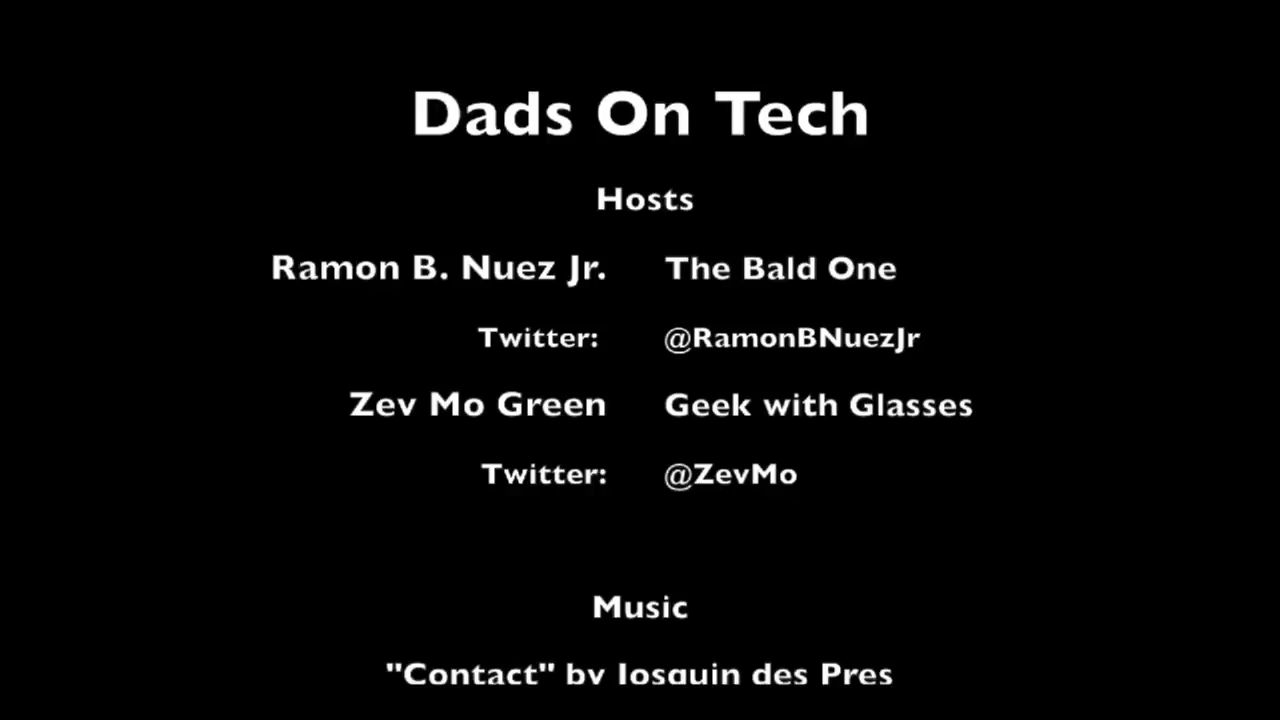 Dads On Tech
Hosts
Ramon B. Nuez Jr. The Bald One
Twitter: @RamonBNuezJr
Zev Mo Green Geek with Glasses
Twitter: @ZevMo
Music
"Contact" by Josquin des Pres